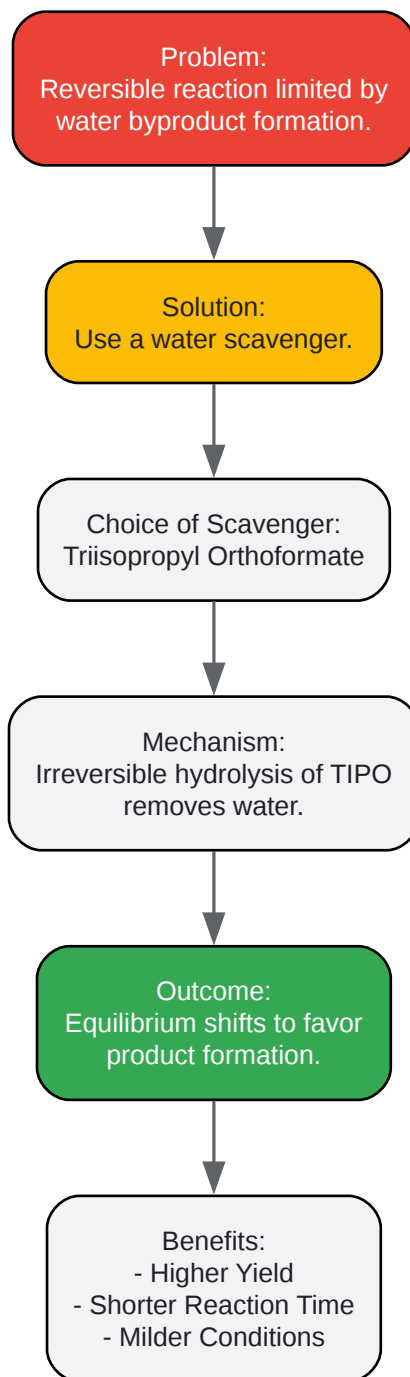 Problem:
Reversible reaction limited by
water byproduct formation.
Solution:
Use a water scavenger.
Choice of Scavenger:
Triisopropyl Orthoformate
Mechanism:
Irreversible hydrolysis of TIPO
removes water.
Outcome:
Equilibrium shifts to favor
product formation.
Benefits:
- Higher Yield
- Shorter Reaction Time
- Milder Conditions